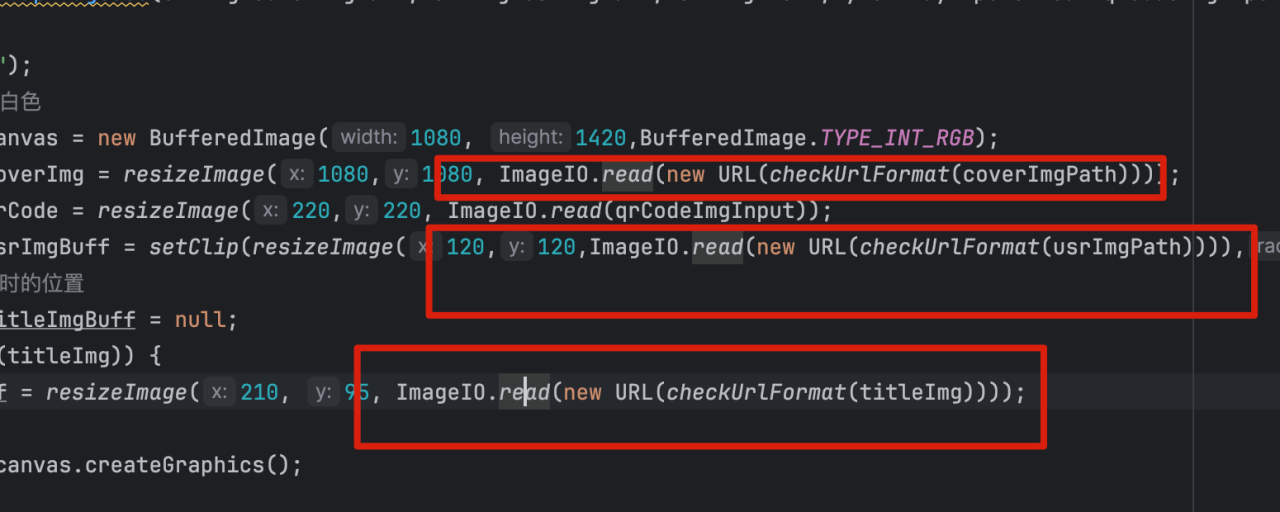 ");
白色
anvas = new BufferedImage( width: 1080, height: 1420,BufferedImage.TYPE_INT_RGB);
overImg = resizeImage( x: 1080, y: 1080, ImageIO.read(new URL(checkUrlFormat(coverImgPath))));
rCode = resizeImage( x: 220, y: 220, ImageIO.read(qrCodeImgInput));
srImgBuff = setClip(resizeImage( x: 120, y: 120,ImageIO.read(new URL(checkUrlFormat(usrImgPath)))), rad
时的位置
itleImgBuff = null;
(titleImg)) {
f = resizeImage( x: 210, y: 95, ImageIO.read(new URL(checkUrlFormat(titleImg))));
canvas.createGraphics();